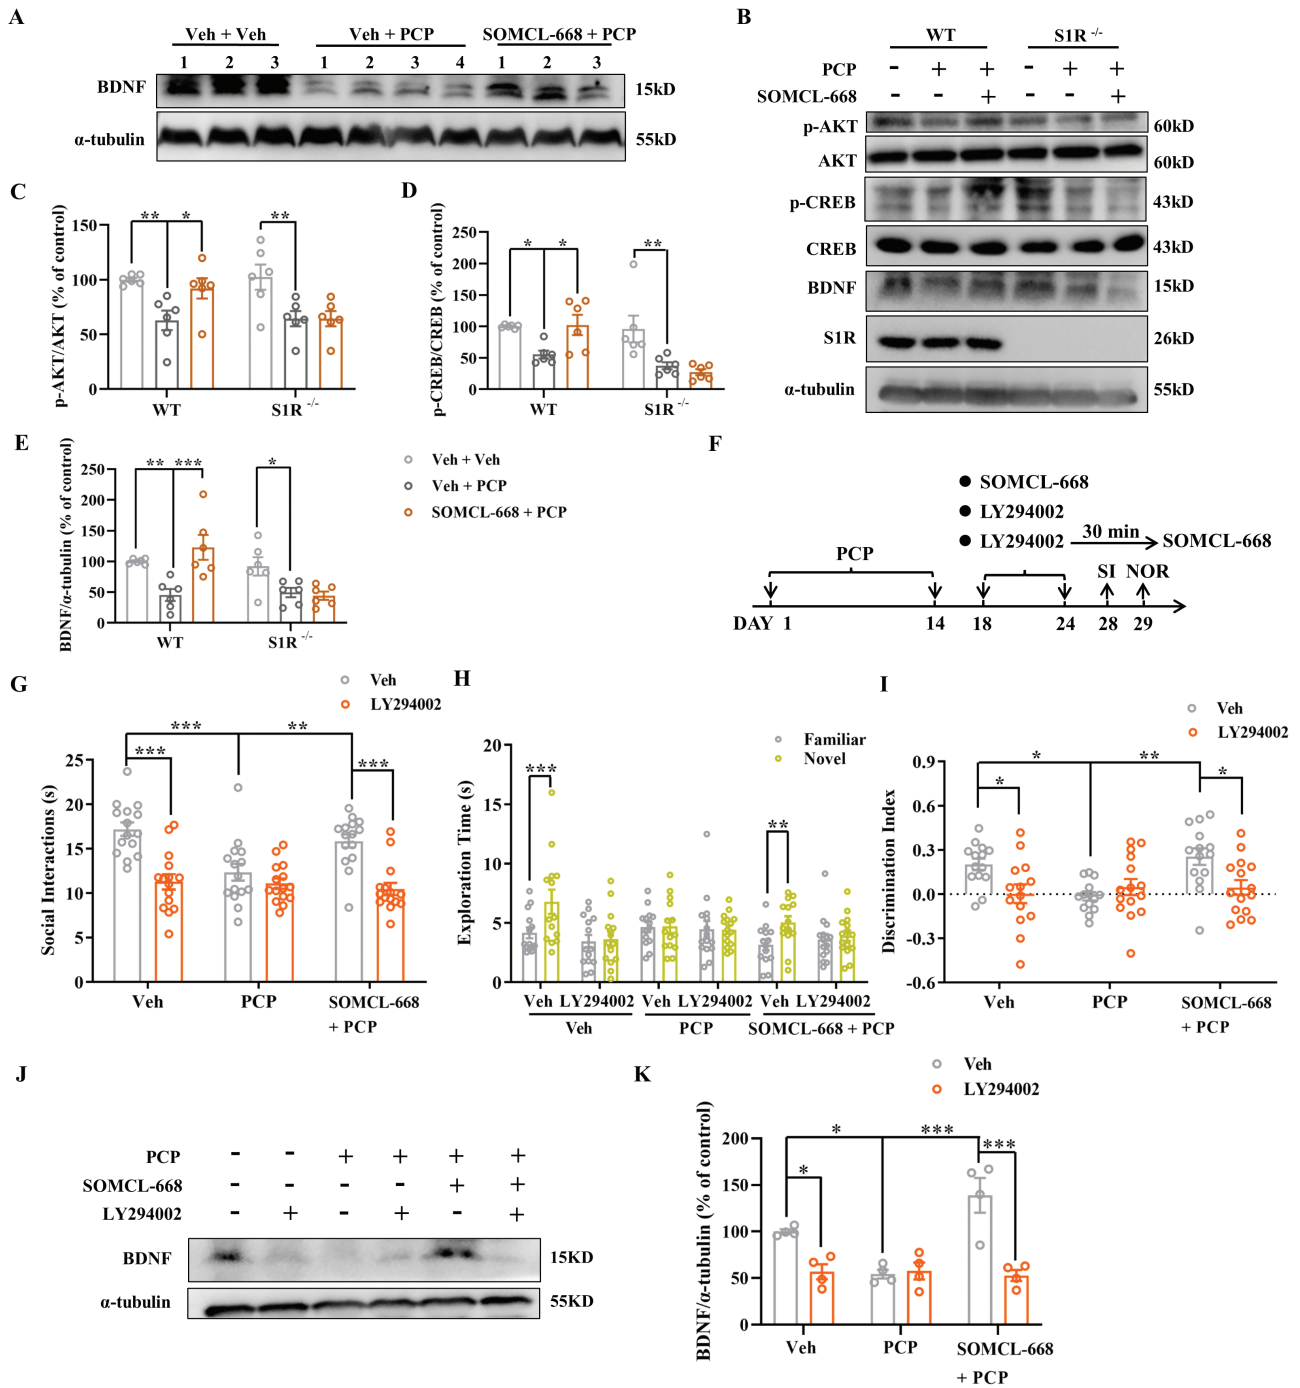 A
Veh + Veh Veh + PCP SOMCL-668 + PCP
1 2 3 1 2 3 4 1 2 3
BDNF 15kD
α-tubulin 55kD
B
WT S1R -/-
PCP - + + - + +
SOMCL-668 - - + - - +
p-AKT 60kD
AKT 60kD
p-CREB 43kD
CREB 43kD
BDNF 15kD
S1R 26kD
α-tubulin 55kD
C
p-AKT/AKT (% of control)
150
100
50
0
** * **
WT S1R -/-
D
p-CREB/CREB (% of control)
250
200
150
100
50
0
* * **
WT S1R -/-
E
BDNF/α-tubulin (% of control)
250
200
150
100
50
0
** *** *
WT S1R -/-
Veh + Veh
Veh + PCP
SOMCL-668 + PCP
F
SOMCL-668
LY294002
LY294002 30 min SOMCL-668
PCP SI NOR
DAY 1 14 18 24 28 29
G
Veh
LY294002
Social Interactions (s)
25
20
15
10
5
0
*** **
*** ***
Veh PCP SOMCL-668
+ PCP
H
Familiar
Novel
Exploration Time (s)
20
15
10
5
0
*** **
Veh LY294002 Veh LY294002 Veh LY294002
Veh PCP SOMCL-668 + PCP
I
Veh
LY294002
Discrimination Index
0.9
0.6
0.3
0.0
-0.3
-0.6
* **
* *
Veh PCP SOMCL-668
+ PCP
J
PCP - - + + + +
SOMCL-668 - - - - + +
LY294002 - + - + - +
BDNF 15KD
α-tubulin 55KD
K
Veh
LY294002
BDNF/α-tubulin (% of control)
200
150
100
50
0
* ***
* ***
Veh PCP SOMCL-668
+ PCP